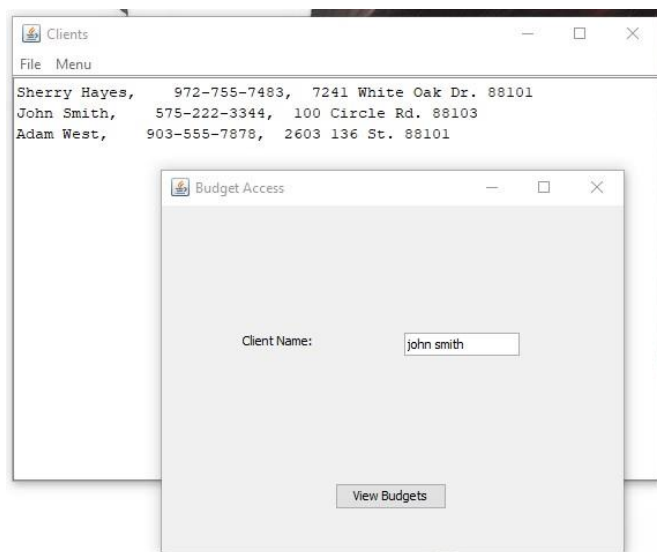 Clients
File Menu
Sherry Hayes, 972-755-7483, 7241 White Oak Dr. 88101
John Smith, 575-222-3344, 100 Circle Rd. 88103
Adam West, 903-555-7878, 2603 136 St. 88101
Budget Access
Client Name: john smith
View Budgets